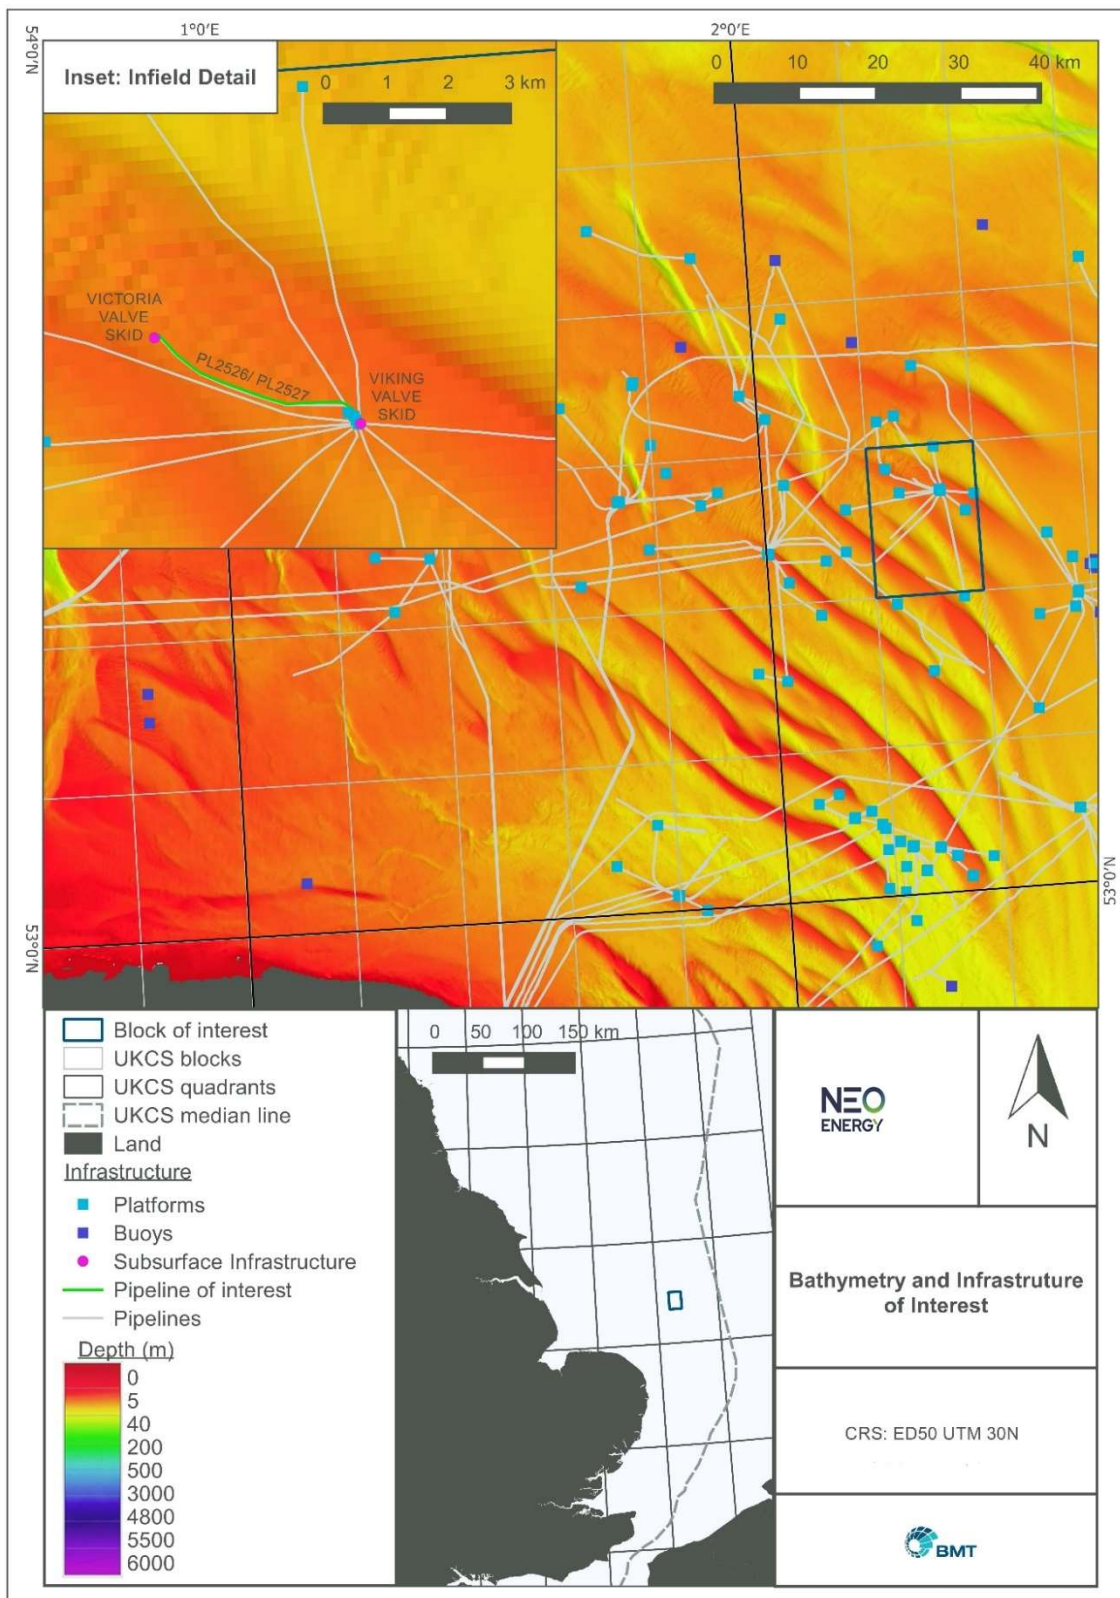 1°0'E
2°0'E
54°0'N
Inset: Infield Detail
0 1 2 3 km
0 10 20 30 40 km
VICTORIA
VALVE
SKID
PL2526/ PL2527
VIKING
VALVE
SKID
53°0'N
53°0'N
Block of interest
UKCS blocks
UKCS quadrants
UKCS median line
Land
Infrastructure
Platforms
Buoys
Subsurface Infrastructure
Pipeline of interest
Pipelines
Depth (m)
0
5
40
200
500
3000
4800
5500
6000
0 50 100 150 km
NEO
ENERGY
N
Bathymetry and Infrastruture
of Interest
CRS: ED50 UTM 30N
BMT